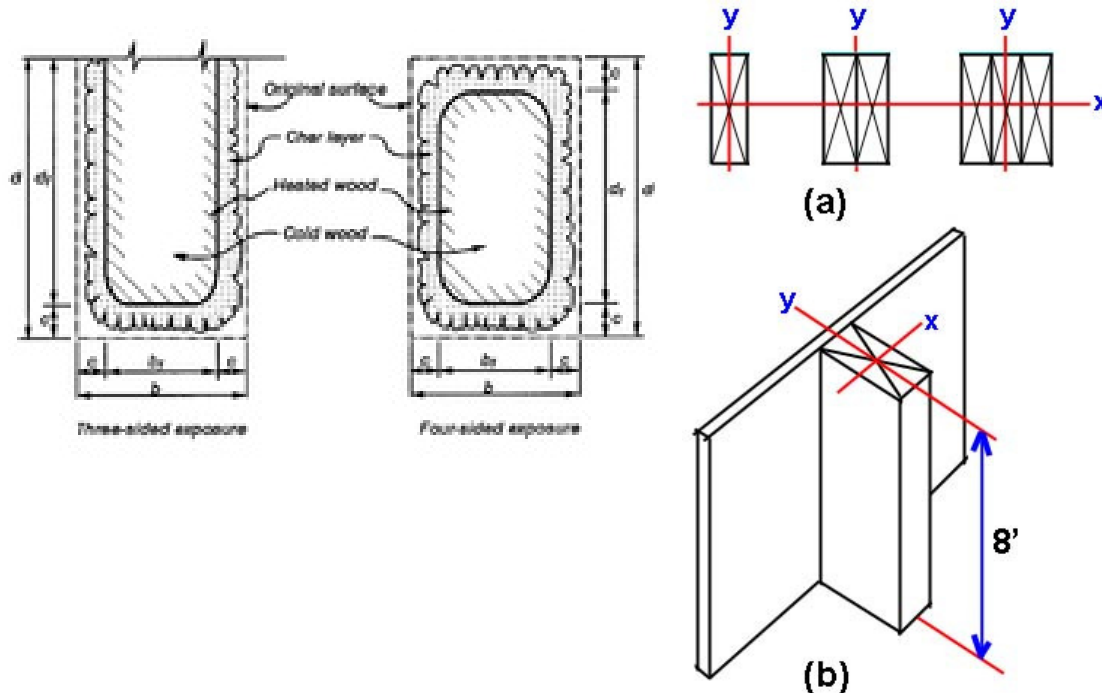 Original surface
Char layer
Heated wood
Cold wood
d
d
c
c
b
Three-sided exposure
c
c
d
c
c
c
b
Four-sided exposure
y
y
y
x
(a)
y
x
8'
(b)